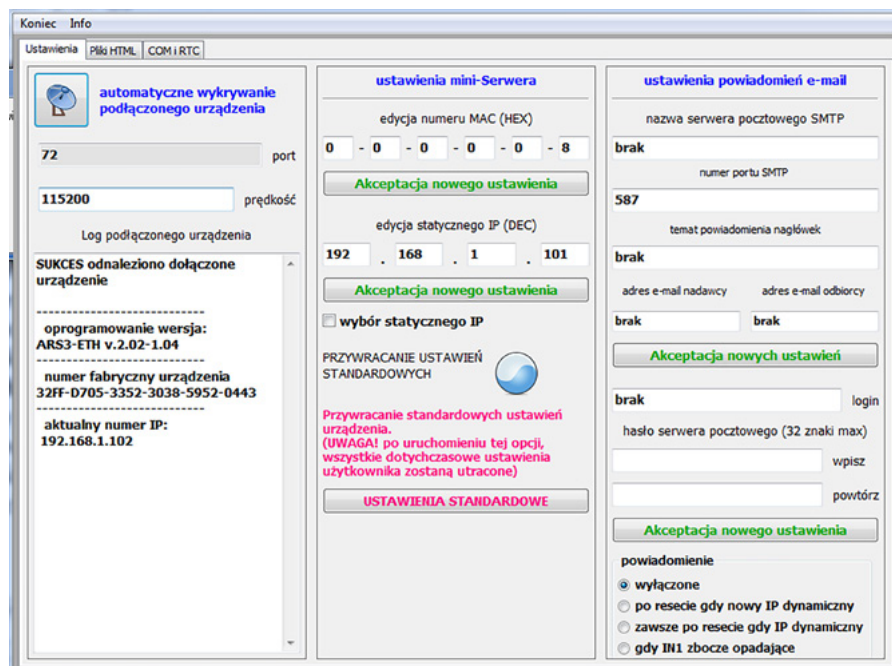 Koniec Info
Ustawienia Pliki HTML COM i RTC
automatyczne wykrywanie
podłączonego urządzenia
72 port
115200 prędkość
Log podłączonego urządzenia
SUKCES odnaleziono dołączone
urządzenie
----------------------------
oprogramowanie wersja:
ARS3-ETH v.2.02-1.04
----------------------------
numer fabryczny urządzenia
32FF-D705-3352-3038-5952-0443
----------------------------
aktualny numer IP:
192.168.1.102
ustawienia mini-Serwera
edycja numeru MAC (HEX)
0 - 0 - 0 - 0 - 0 - 8
Akceptacja nowego ustawienia
edycja statycznego IP (DEC)
192 . 168 . 1 . 101
Akceptacja nowego ustawienia
wybór statycznego IP
PRZYWRACANIE USTAWIEŃ
STANDARDOWYCH
Przywracanie standardowych ustawień
urządzenia.
(UWAGA! po uruchomieniu tej opcji,
wszystkie dotychczasowe ustawienia
użytkownika zostaną utracone)
USTAWIENIA STANDARDOWE
ustawienia powiadomień e-mail
nazwa serwera pocztowego SMTP
brak
numer portu SMTP
587
temat powiadomienia nagłówek
brak
adres e-mail nadawcy adres e-mail odbiorcy
brak brak
Akceptacja nowych ustawień
brak login
hasło serwera pocztowego (32 znaki max)
wpisz
powtórz
Akceptacja nowego ustawienia
powiadomienie
wyłączone
po resecie gdy nowy IP dynamiczny
zawsze po resecie gdy IP dynamiczny
gdy IN1 zbocze opadające